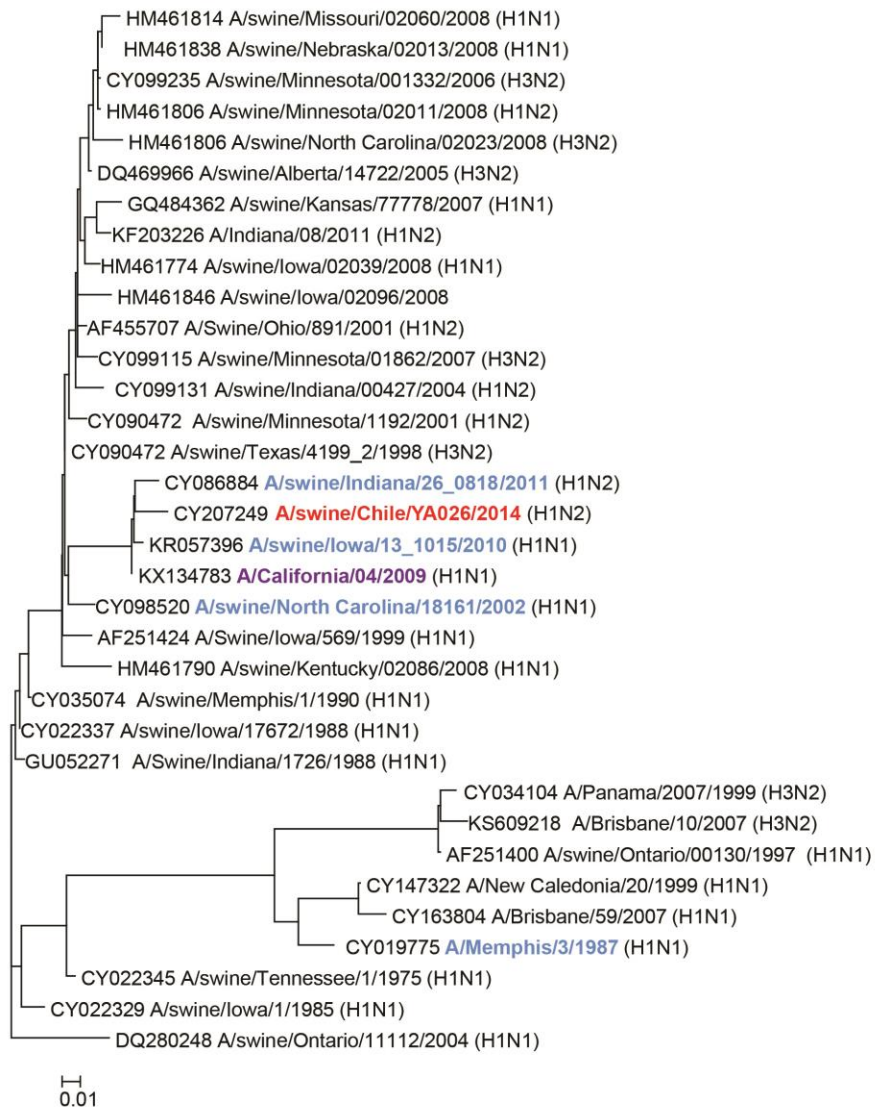 HM461814 A/swine/Missouri/02060/2008 (H1N1)
HM461838 A/swine/Nebraska/02013/2008 (H1N1)
CY099235 A/swine/Minnesota/001332/2006 (H3N2)
HM461806 A/swine/Minnesota/02011/2008 (H1N2)
HM461806 A/swine/North Carolina/02023/2008 (H3N2)
DQ469966 A/swine/Alberta/14722/2005 (H3N2)
GQ484362 A/swine/Kansas/77778/2007 (H1N1)
KF203226 A/Indiana/08/2011 (H1N2)
HM461774 A/swine/Iowa/02039/2008 (H1N1)
HM461846 A/swine/Iowa/02096/2008
AF455707 A/Swine/Ohio/891/2001 (H1N2)
CY099115 A/swine/Minnesota/01862/2007 (H3N2)
CY099131 A/swine/Indiana/00427/2004 (H1N2)
CY090472 A/swine/Minnesota/1192/2001 (H1N2)
CY090472 A/swine/Texas/4199_2/1998 (H3N2)
CY086884 A/swine/Indiana/26_0818/2011 (H1N2)
CY207249 A/swine/Chile/YA026/2014 (H1N2)
KR057396 A/swine/Iowa/13_1015/2010 (H1N1)
KX134783 A/California/04/2009 (H1N1)
CY098520 A/swine/North Carolina/18161/2002 (H1N1)
AF251424 A/Swine/Iowa/569/1999 (H1N1)
HM461790 A/swine/Kentucky/02086/2008 (H1N1)
CY035074 A/swine/Memphis/1/1990 (H1N1)
CY022337 A/swine/Iowa/17672/1988 (H1N1)
GU052271 A/Swine/Indiana/1726/1988 (H1N1)
CY034104 A/Panama/2007/1999 (H3N2)
KS609218 A/Brisbane/10/2007 (H3N2)
AF251400 A/swine/Ontario/00130/1997 (H1N1)
CY147322 A/New Caledonia/20/1999 (H1N1)
CY163804 A/Brisbane/59/2007 (H1N1)
CY019775 A/Memphis/3/1987 (H1N1)
CY022345 A/swine/Tennessee/1/1975 (H1N1)
CY022329 A/swine/Iowa/1/1985 (H1N1)
DQ280248 A/swine/Ontario/11112/2004 (H1N1)
0.01